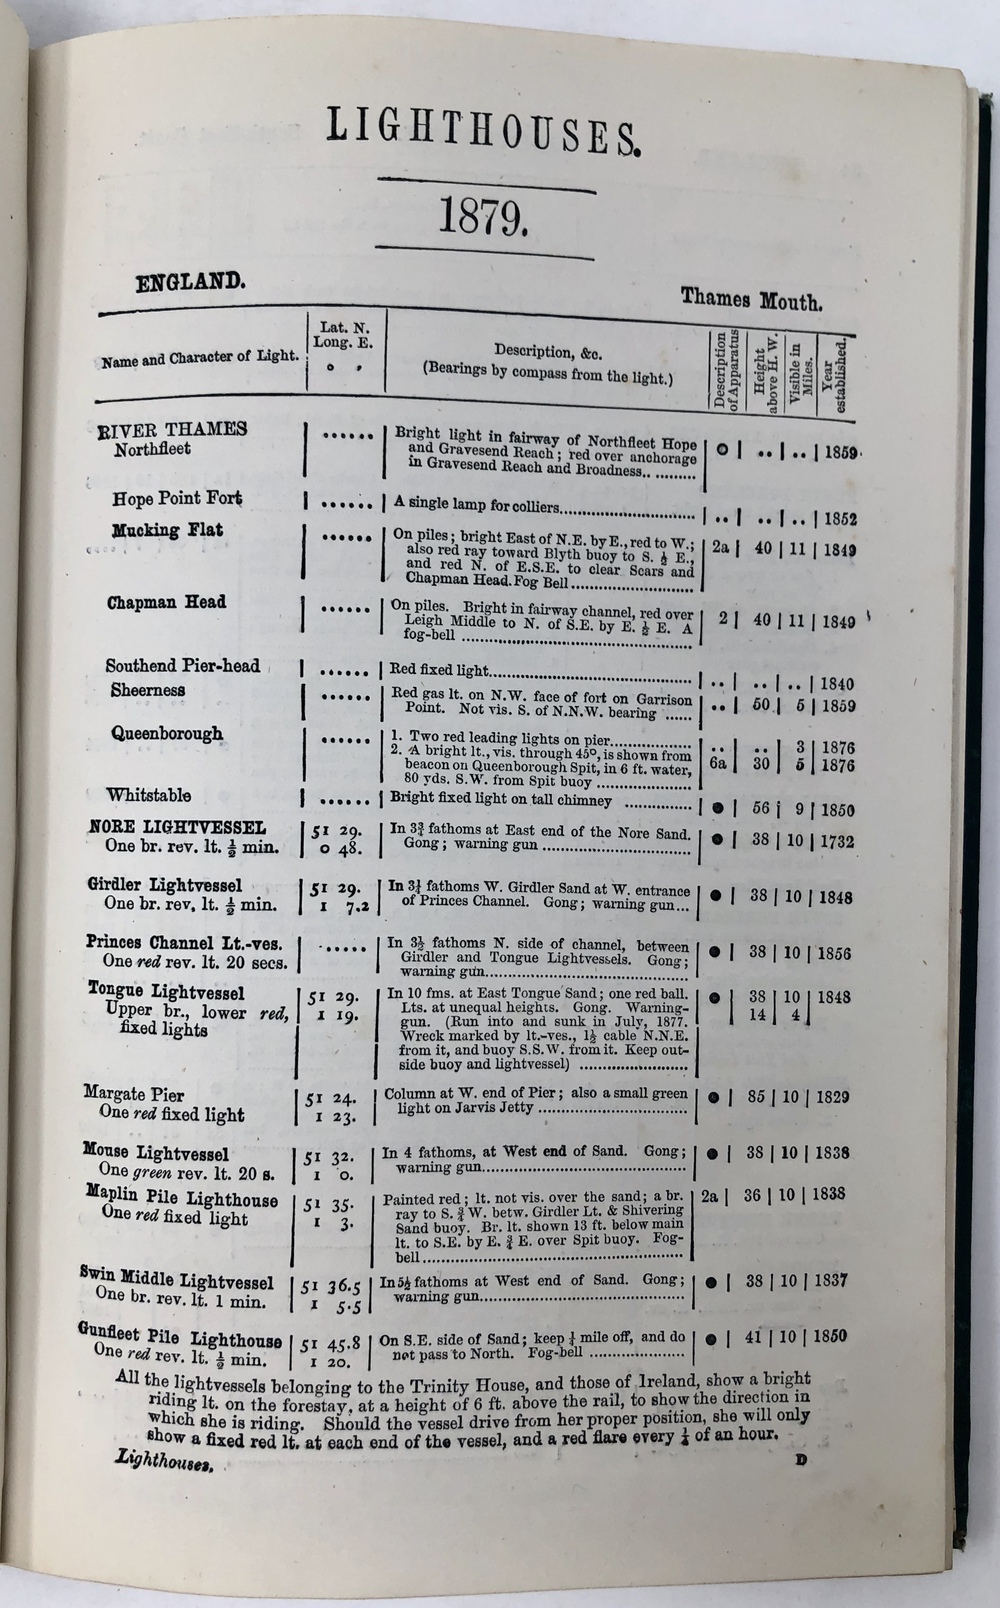 LIGHTHOUSES.
1879.
ENGLAND.
Thames Mouth.
Name and Character of Light.
Lat. N.
Long. E.
° ′
Description, &c.
(Bearings by compass from the light.)
Description of Apparatus
Height above H. W.
Visible in Miles.
Year established.
RIVER THAMES
Northfleet
...... Bright light in fairway of Northfleet Hope
and Gravesend Reach; red over anchorage
in Gravesend Reach and Broadness.. .........
.. .. 1859
Hope Point Fort ...... A single lamp for colliers.............................. .. .. .. 1852
Mucking Flat ...... On piles; bright East of N.E. by E., red to W.; 2a 40 11 1849
also red ray toward Blyth buoy to S. ½ E.,
and red N. of E.S.E. to clear Scars and
Chapman Head. Fog Bell...........................
Chapman Head ...... On piles. Bright in fairway channel, red over 2 40 11 1849
Leigh Middle to N. of S.E. by E. ½ E. A
fog-bell ..................................................
Southend Pier-head ...... Red fixed light............................................ .. .. .. 1840
Sheerness ...... Red gas lt. on N.W. face of fort on Garrison .. 50 5 1859
Point. Not vis. S. of N.N.W. bearing ......
Queenborough ...... 1. Two red leading lights on pier.................. .. .. 3 1876
2. A bright lt., vis. through 45°, is shown from 6a 30 5 1876
beacon on Queenborough Spit, in 6 ft. water,
80 yds. S.W. from Spit buoy .....................
Whitstable ...... Bright fixed light on tall chimney ............... ● 56 9 1850
NORE LIGHTVESSEL 51 29. In 3¾ fathoms at East end of the Nore Sand. ● 38 10 1732
One br. rev. lt. ½ min. 0 48. Gong; warning gun .................................
Girdler Lightvessel 51 29. In 3¼ fathoms W. Girdler Sand at W. entrance ● 38 10 1848
One br. rev. lt. ½ min. 1 7.2 of Princes Channel. Gong; warning gun...
Princes Channel Lt.-ves. ...... In 3½ fathoms N. side of channel, between ● 38 10 1856
One red rev. lt. 20 secs. Girdler and Tongue Lightvessels. Gong;
warning gun.............................................
Tongue Lightvessel 51 29. In 10 fms. at East Tongue Sand; one red ball. ● 38 10 1848
Upper br., lower red, 1 19. Lts. at unequal heights. Gong. Warning- 14 4
fixed lights gun. (Run into and sunk in July, 1877.
Wreck marked by lt.-ves., 1½ cable N.N.E.
from it, and buoy S.S.W. from it. Keep out-
side buoy and lightvessel) ........................
Margate Pier 51 24. Column at W. end of Pier; also a small green ● 85 10 1829
One red fixed light 1 23. light on Jarvis Jetty .................................
Mouse Lightvessel 51 32. In 4 fathoms, at West end of Sand. Gong; ● 38 10 1838
One green rev. lt. 20 s. 1 0. warning gun.............................................
Maplin Pile Lighthouse 51 35. Painted red; lt. not vis. over the sand; a br. 2a 36 10 1838
One red fixed light 1 3. ray to S. ¾ W. betw. Girdler Lt. & Shivering
Sand buoy. Br. lt. shown 13 ft. below main
lt. to S.E. by E. ¾ E. over Spit buoy. Fog-
bell.........................................................
Swin Middle Lightvessel 51 36.5 In 5½ fathoms at West end of Sand. Gong; ● 38 10 1837
One br. rev. lt. 1 min. 1 5.5 warning gun.............................................
Gunfleet Pile Lighthouse 51 45.8 On S.E. side of Sand; keep ¼ mile off, and do ● 41 10 1850
One red rev. lt. ½ min. 1 20. not pass to North. Fog-bell .....................
All the lightvessels belonging to the Trinity House, and those of Ireland, show a bright
riding lt. on the forestay, at a height of 6 ft. above the rail, to show the direction in
which she is riding. Should the vessel drive from her proper position, she will only
show a fixed red lt. at each end of the vessel, and a red flare every ¼ of an hour.
Lighthouses.
D